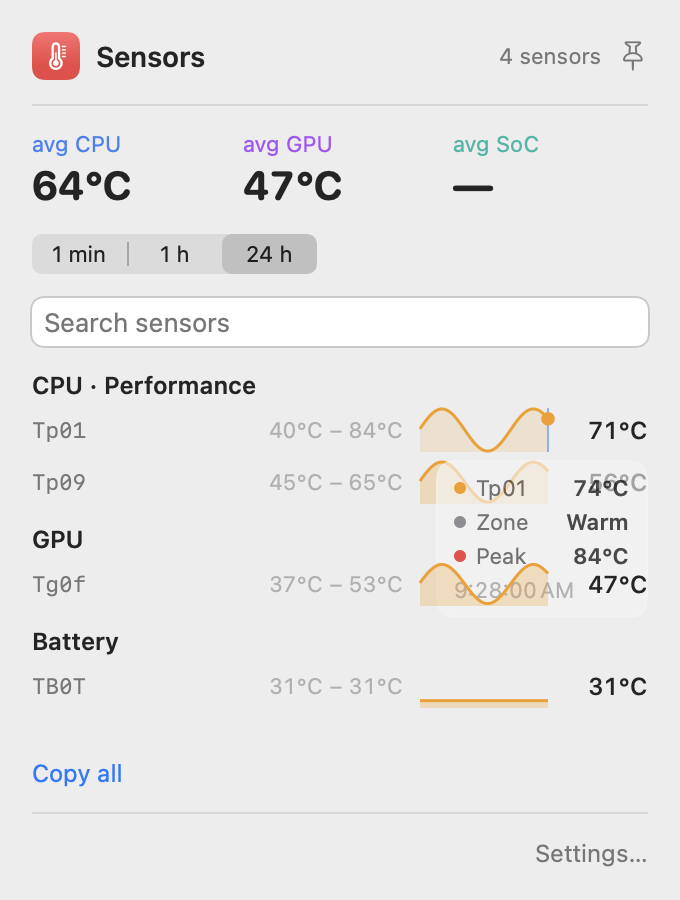 Sensors
4 sensors
avg CPU
avg GPU
avg SoC
64°C
47°C
—
1 min
1 h
24 h
Search sensors
CPU · Performance
Tp01
40°C – 84°C
71°C
Tp09
45°C – 65°C
56°C
Tp01
74°C
Zone
Warm
Peak
84°C
9:28:00 AM
GPU
Tg0f
37°C – 53°C
47°C
Battery
TB0T
31°C – 31°C
31°C
Copy all
Settings...